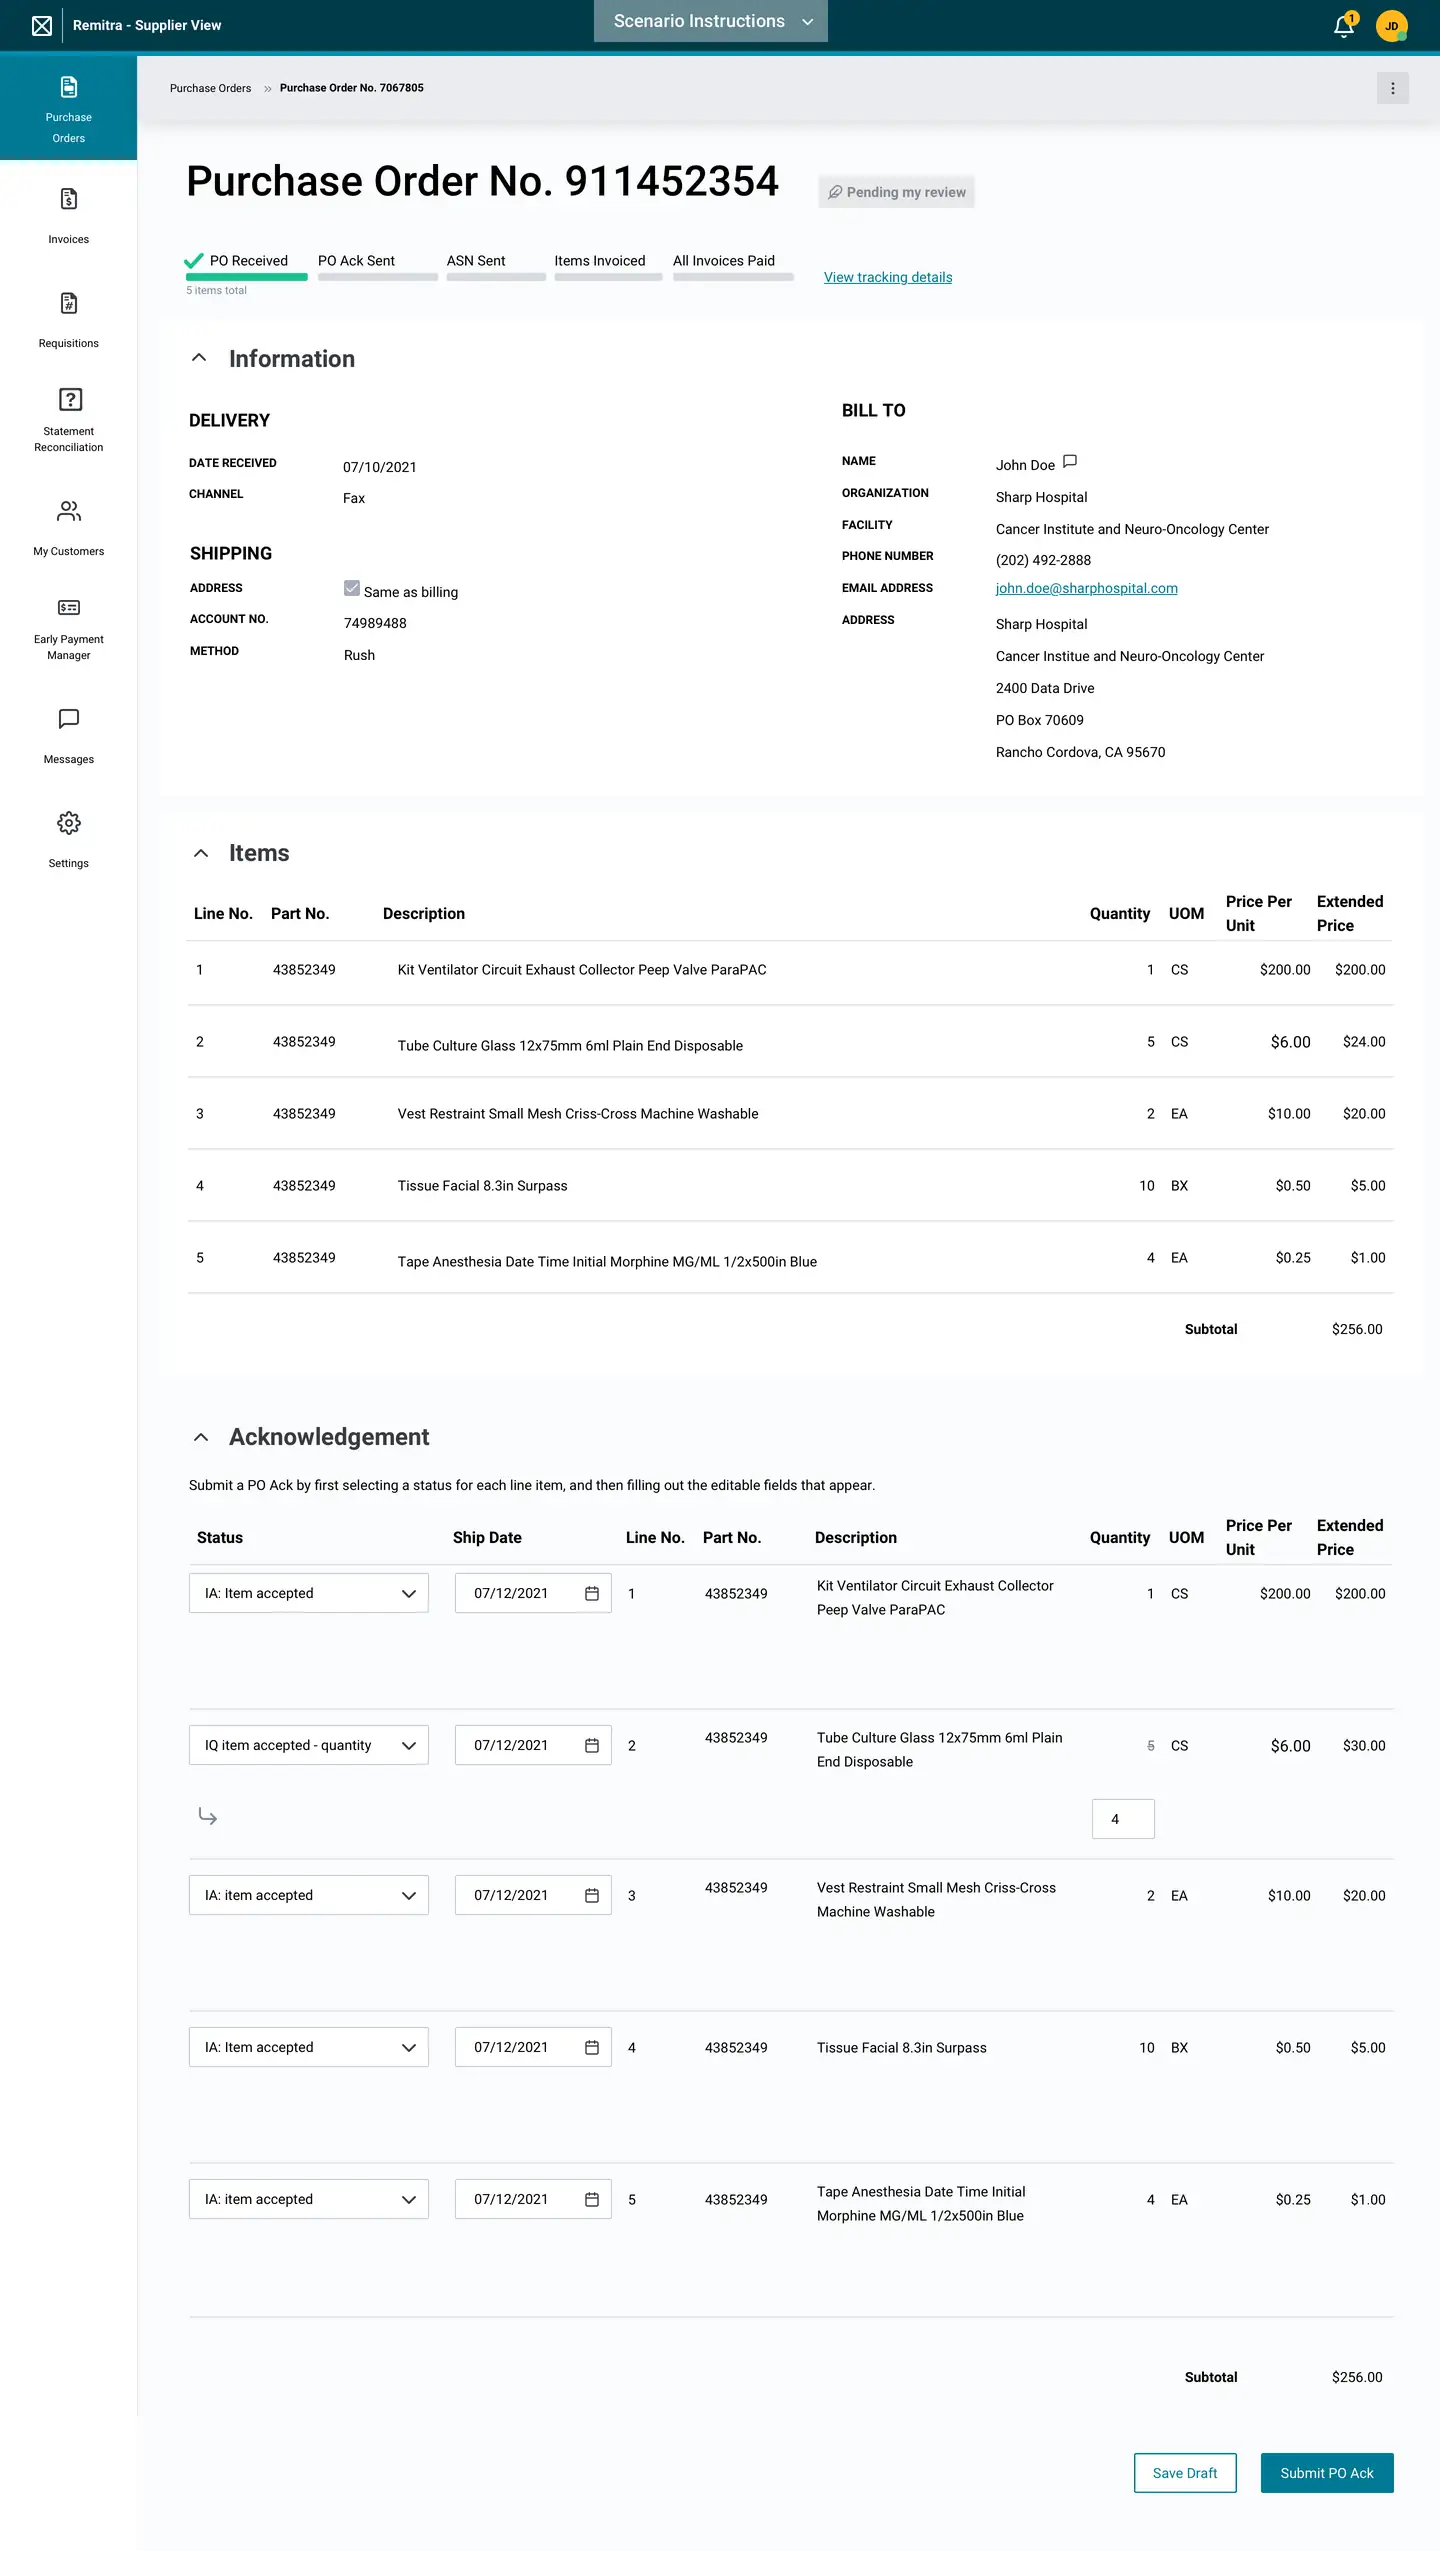 Remitra - Supplier View
Scenario Instructions
1
JD
Purchase Orders » Purchase Order No. 7067805
Purchase
Orders
Invoices
Requisitions
Statement
Reconciliation
My Customers
Early Payment
Manager
Messages
Settings
Purchase Order No. 911452354
Pending my review
PO Received PO Ack Sent ASN Sent Items Invoiced All Invoices Paid
5 items total
View tracking details
Information
DELIVERY
DATE RECEIVED 07/10/2021
CHANNEL Fax
SHIPPING
ADDRESS Same as billing
ACCOUNT NO. 74989488
METHOD Rush
BILL TO
NAME John Doe
ORGANIZATION Sharp Hospital
FACILITY Cancer Institute and Neuro-Oncology Center
PHONE NUMBER (202) 492-2888
EMAIL ADDRESS john.doe@sharphospital.com
ADDRESS Sharp Hospital
Cancer Institue and Neuro-Oncology Center
2400 Data Drive
PO Box 70609
Rancho Cordova, CA 95670
Items
Line No. Part No. Description Quantity UOM Price Per Unit Extended Price
1 43852349 Kit Ventilator Circuit Exhaust Collector Peep Valve ParaPAC 1 CS $200.00 $200.00
2 43852349 Tube Culture Glass 12x75mm 6ml Plain End Disposable 5 CS $6.00 $24.00
3 43852349 Vest Restraint Small Mesh Criss-Cross Machine Washable 2 EA $10.00 $20.00
4 43852349 Tissue Facial 8.3in Surpass 10 BX $0.50 $5.00
5 43852349 Tape Anesthesia Date Time Initial Morphine MG/ML 1/2x500in Blue 4 EA $0.25 $1.00
Subtotal $256.00
Acknowledgement
Submit a PO Ack by first selecting a status for each line item, and then filling out the editable fields that appear.
Status Ship Date Line No. Part No. Description Quantity UOM Price Per Unit Extended Price
IA: Item accepted 07/12/2021 1 43852349 Kit Ventilator Circuit Exhaust Collector 1 CS $200.00 $200.00
Peep Valve ParaPAC
IQ item accepted - quantity 07/12/2021 2 43852349 Tube Culture Glass 12x75mm 6ml Plain 5 CS $6.00 $30.00
End Disposable
4
IA: item accepted 07/12/2021 3 43852349 Vest Restraint Small Mesh Criss-Cross 2 EA $10.00 $20.00
Machine Washable
IA: Item accepted 07/12/2021 4 43852349 Tissue Facial 8.3in Surpass 10 BX $0.50 $5.00
IA: item accepted 07/12/2021 5 43852349 Tape Anesthesia Date Time Initial 4 EA $0.25 $1.00
Morphine MG/ML 1/2x500in Blue
Subtotal $256.00
Save Draft
Submit PO Ack